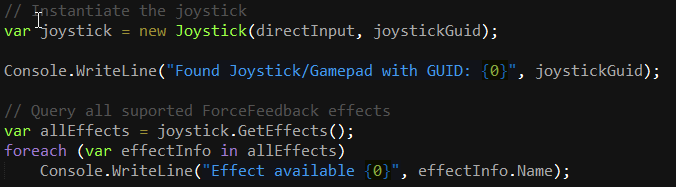 // Instantiate the joystick
var joystick = new Joystick(directInput, joystickGuid);
Console.WriteLine("Found Joystick/Gamepad with GUID: {0}", joystickGuid);
// Query all suported ForceFeedback effects
var allEffects = joystick.GetEffects();
foreach (var effectInfo in allEffects)
    Console.WriteLine("Effect available {0}", effectInfo.Name);